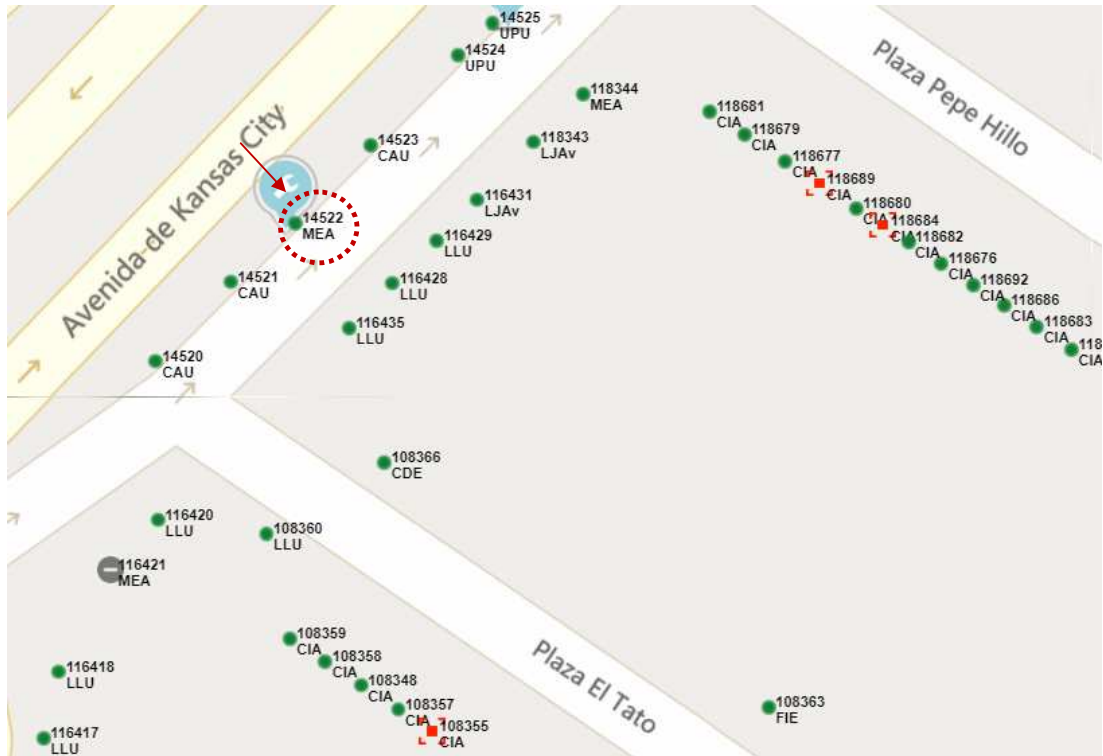 14525
UPU
14524
UPU
Plaza Pepe Hillo
118344
MEA
118681
CIA
118679
CIA
14523
CAU
118343
LJAv
118677
CIA
118689
CIA
Avenida de Kansas City
116431
LJAv
118680
CIA
14522
MEA
118684
CIA
116429
LLU
118682
CIA
118676
CIA
14521
CAU
116428
LLU
118692
CIA
118686
CIA
116435
LLU
118683
CIA
118
CIA
14520
CAU
108366
CDE
116420
LLU
108360
LLU
116421
MEA
108359
CIA
108358
CIA
Plaza El Tato
116418
LLU
108348
CIA
108357
CIA
108363
FIE
108355
CIA
116417
LLU